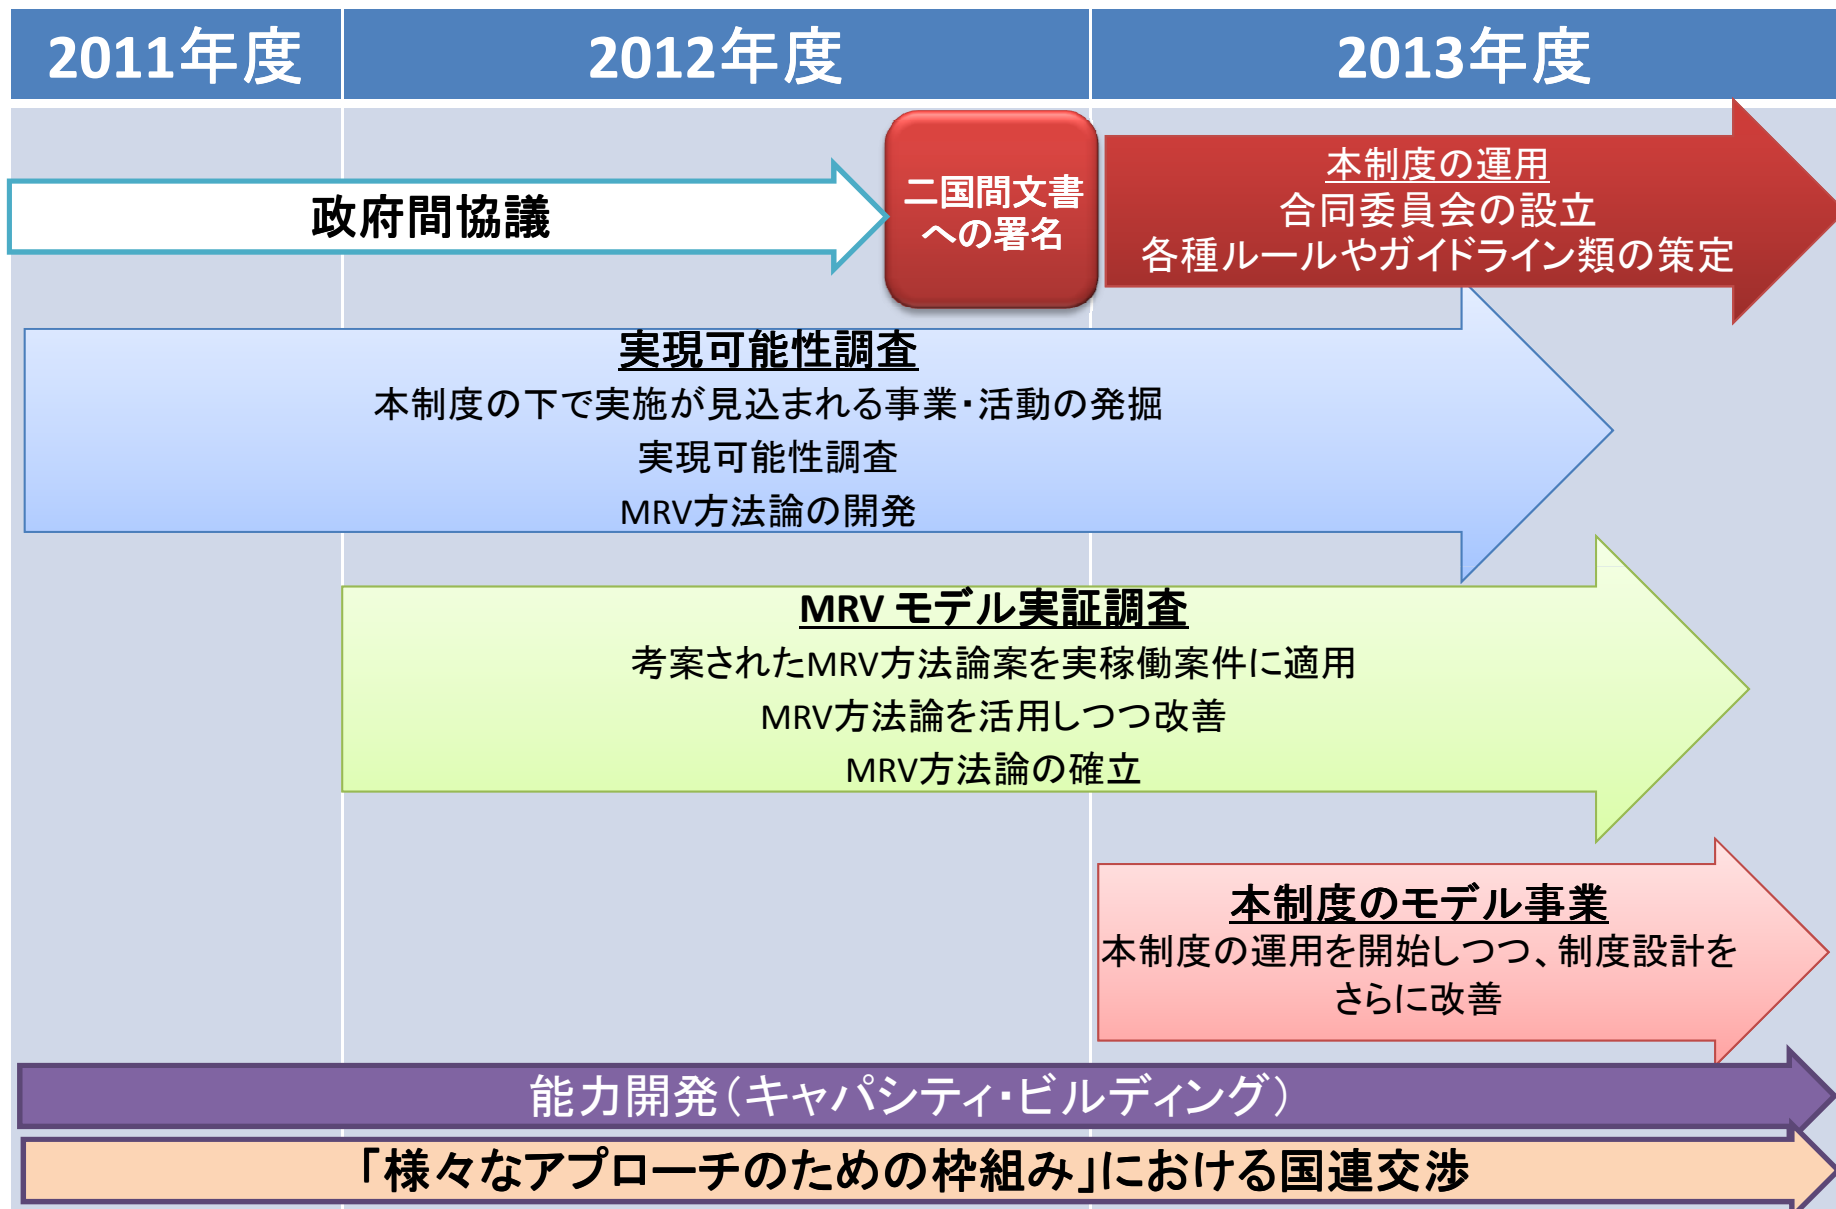 2011年度
2012年度
2013年度
政府間協議
二国間文書
への署名
本制度の運用
合同委員会の設立
各種ルールやガイドライン類の策定
実現可能性調査
本制度の下で実施が見込まれる事業・活動の発掘
実現可能性調査
MRV方法論の開発
MRV モデル実証調査
考案されたMRV方法論案を実稼働案件に適用
MRV方法論を活用しつつ改善
MRV方法論の確立
本制度のモデル事業
本制度の運用を開始しつつ、制度設計を
さらに改善
能力開発（キャパシティ・ビルディング）
「様々なアプローチのための枠組み」における国連交渉